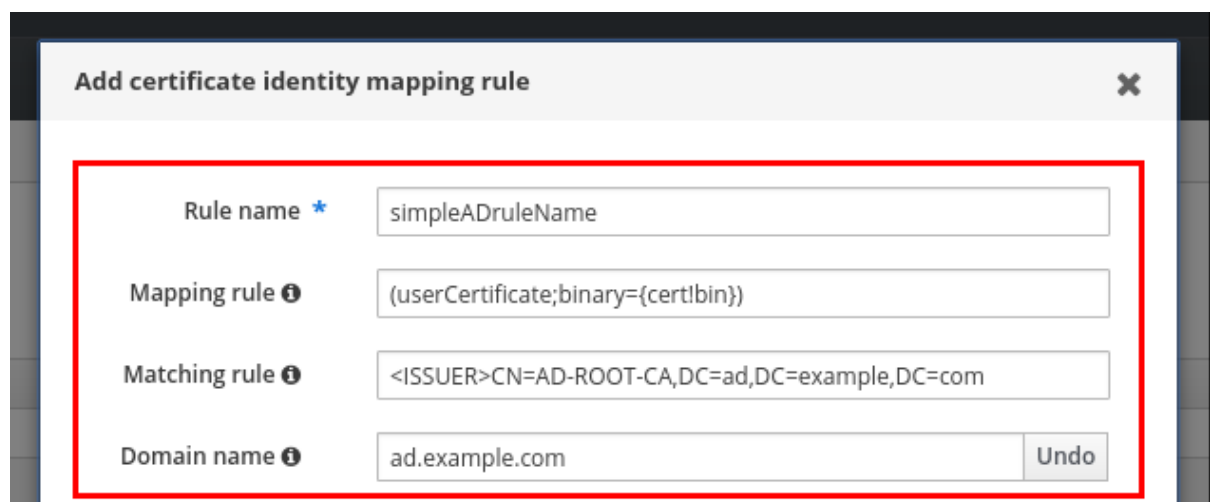 Add certificate identity mapping rule
Rule name * simpleADruleName
Mapping rule (userCertificate;binary={cert!bin})
Matching rule <ISSUER>CN=AD-ROOT-CA,DC=ad,DC=example,DC=com
Domain name ad.example.com Undo